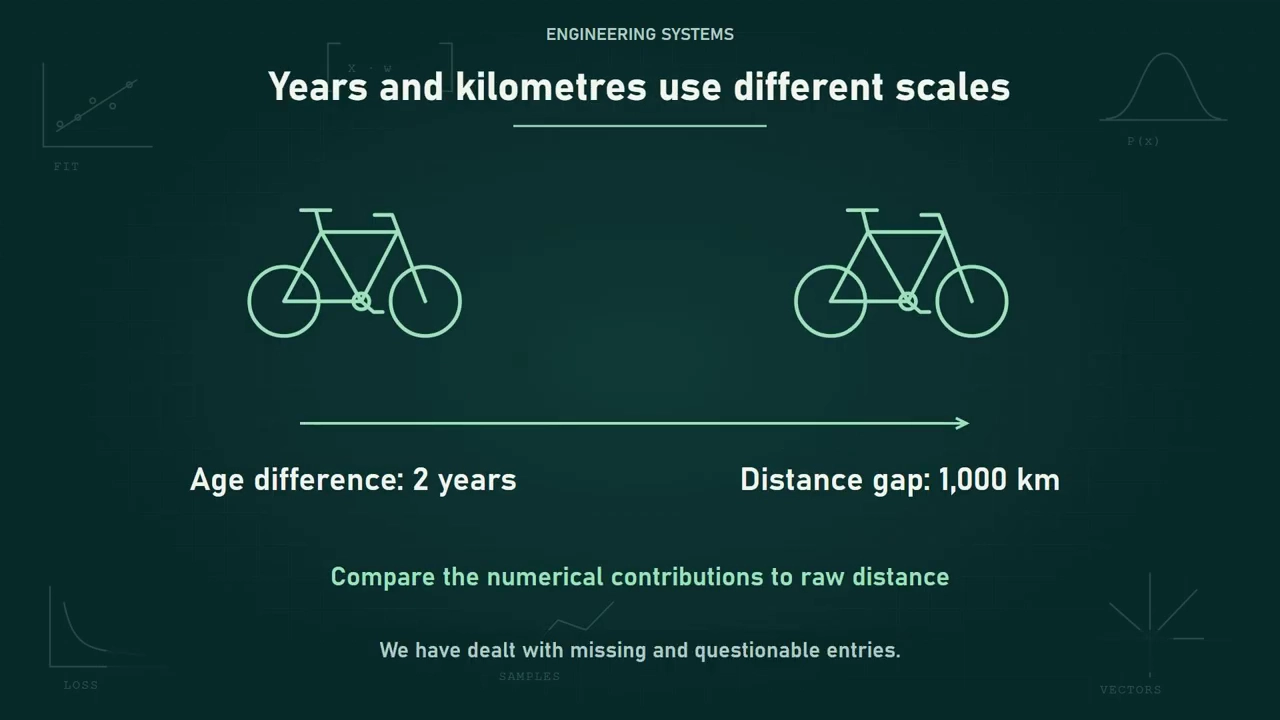 ENGINEERING SYSTEMS
X · w
Years and kilometres use different scales
FIT
P(X)
Age difference: 2 years
Distance gap: 1,000 km
Compare the numerical contributions to raw distance
We have dealt with missing and questionable entries.
SAMPLES
LOSS
VECTORS